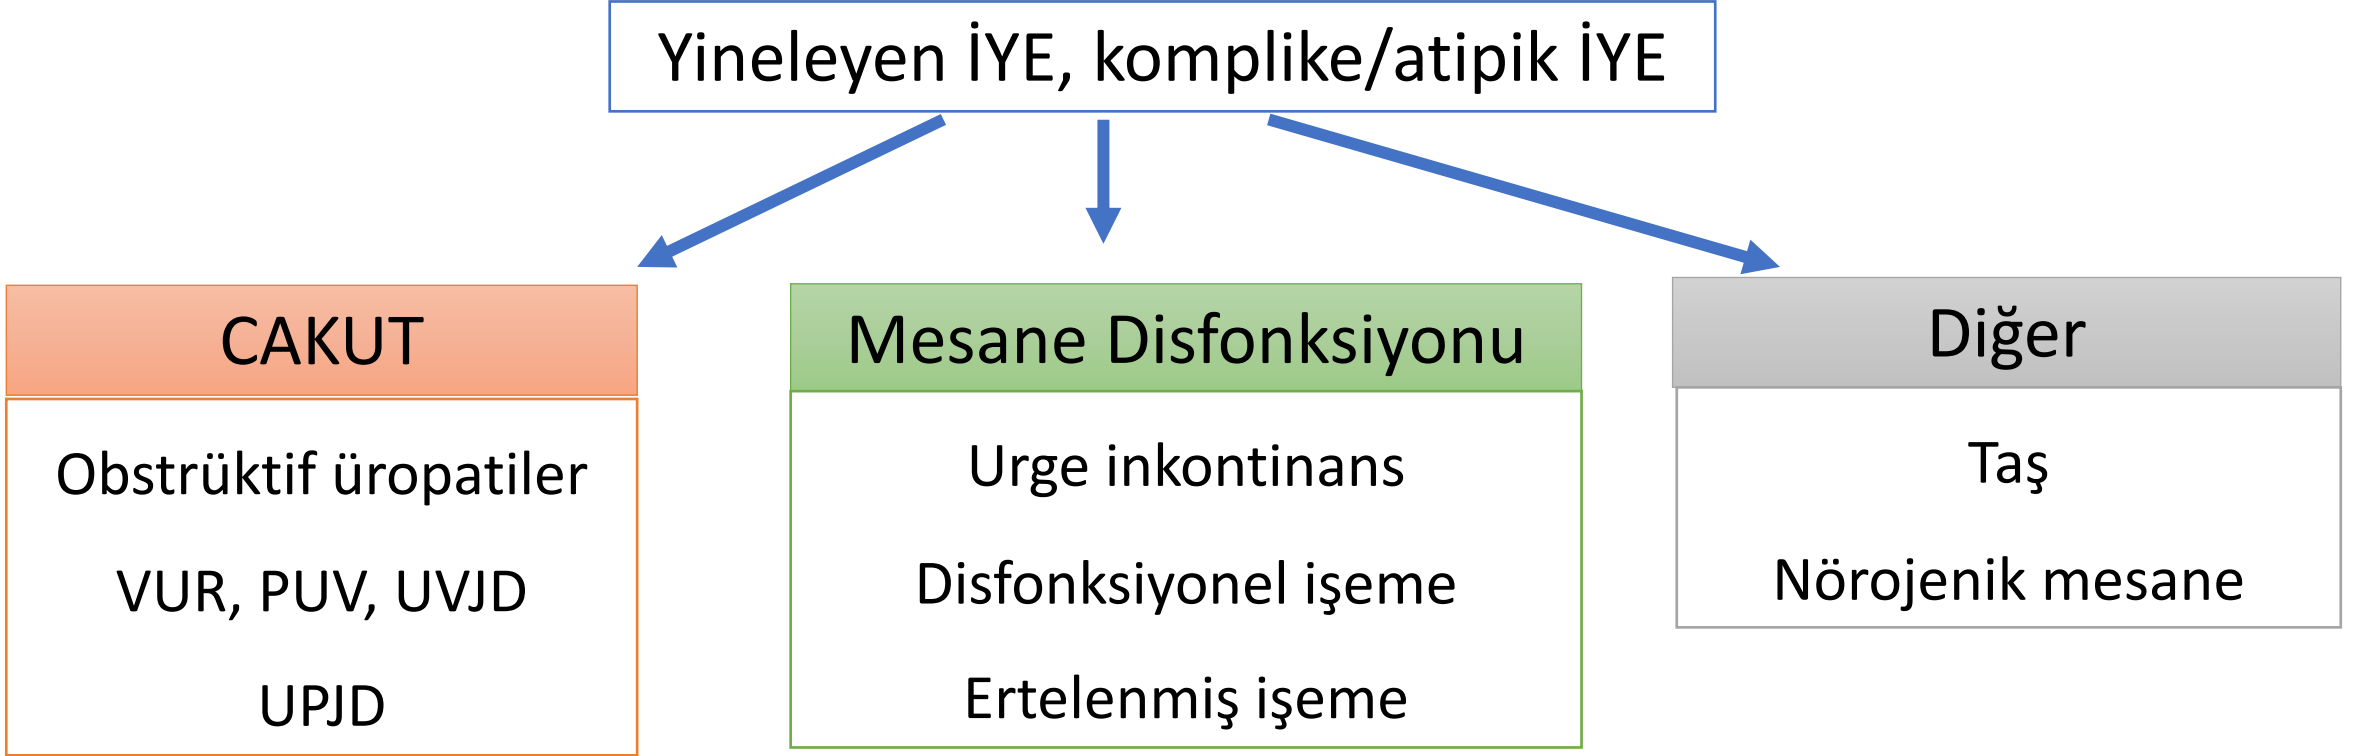 Yineleyen İYE, komplike/atipik İYE
CAKUT
Obstrüktif üropatiler
VUR, PUV, UVJD
UPJD
Mesane Disfonksiyonu
Urge inkontinans
Disfonksiyonel işeme
Ertelenmiş işeme
Diğer
Taş
Nörojenik mesane